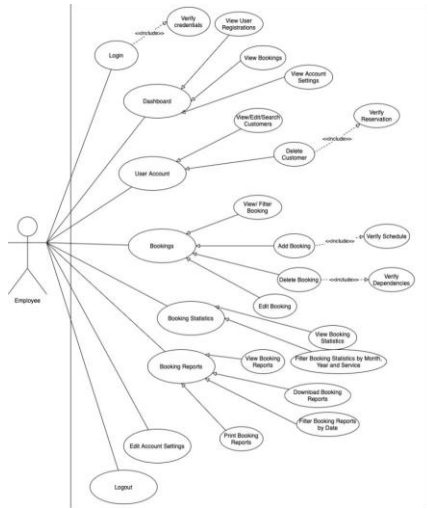 Verify
credentials
<<include>>
Login
View User
Registrations
View Bookings
Dashboard
View Account
Settings
View/Edit/Search
Customers
Verify
Reservation
<<include>>
User Account
Delete
Customer
View/ Filter
Booking
Bookings
Add Booking
<<include>>
Verify Schedule
Delete Booking
<<include>>
Verify
Dependencies
Employee
Edit Booking
Booking Statistics
View Booking
Statistics
Filter Booking Statistics by Month,
Year and Service
Booking Reports
View Booking
Reports
Download Booking
Reports
Filter Booking Reports
by Date
Print Booking
Reports
Edit Account Settings
Logout